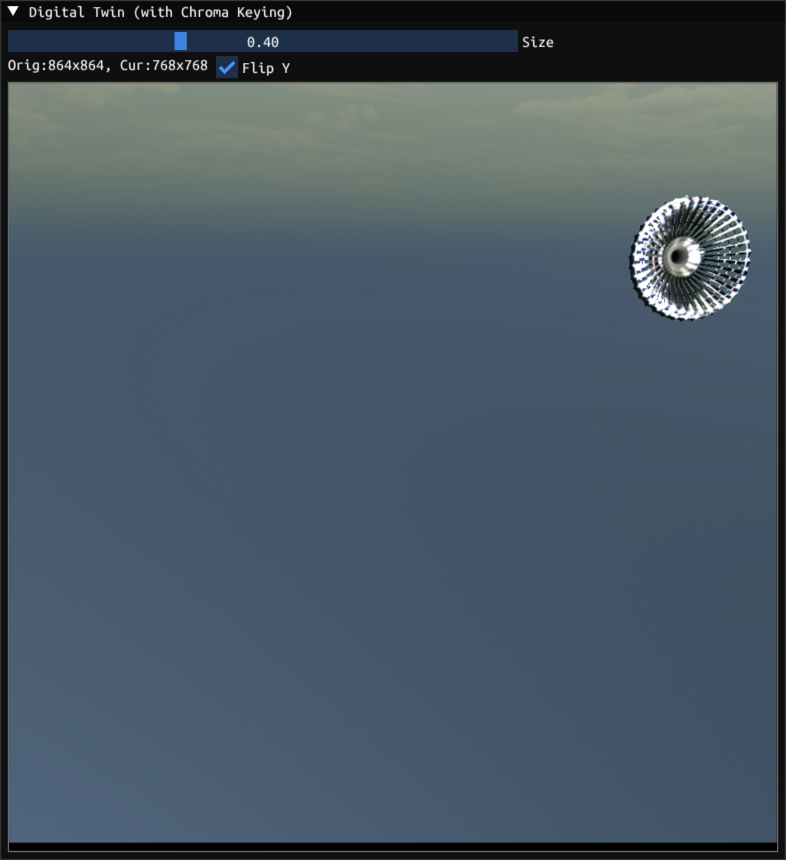 Digital Twin (with Chroma Keying)
0.40 Size
Orig:864x864, Cur:768x768 Flip Y